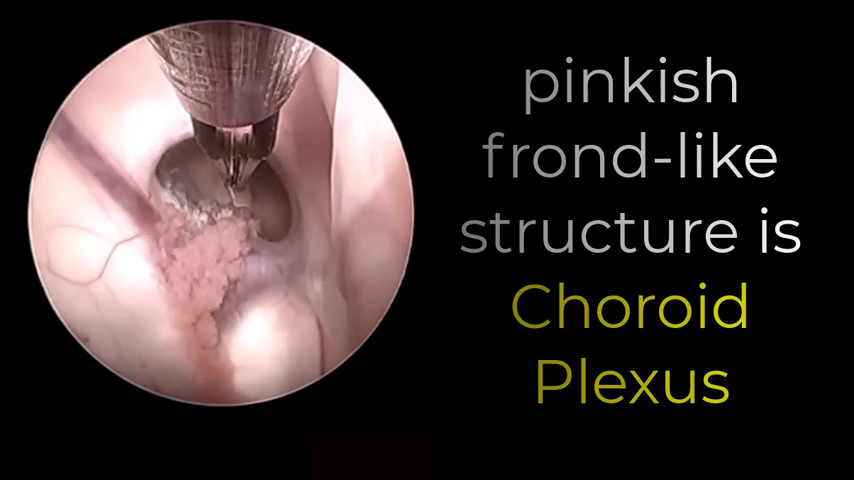 pinkish
frond-like
structure is
Choroid
Plexus